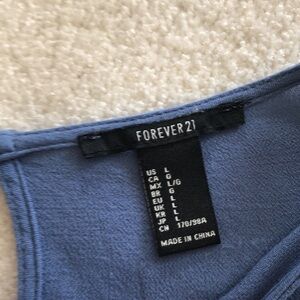 FOREVER 21
US L
CA G
MX L/G
BR G
EU L
UK L
KR L
JP L
CN 170/98A
MADE IN CHINA